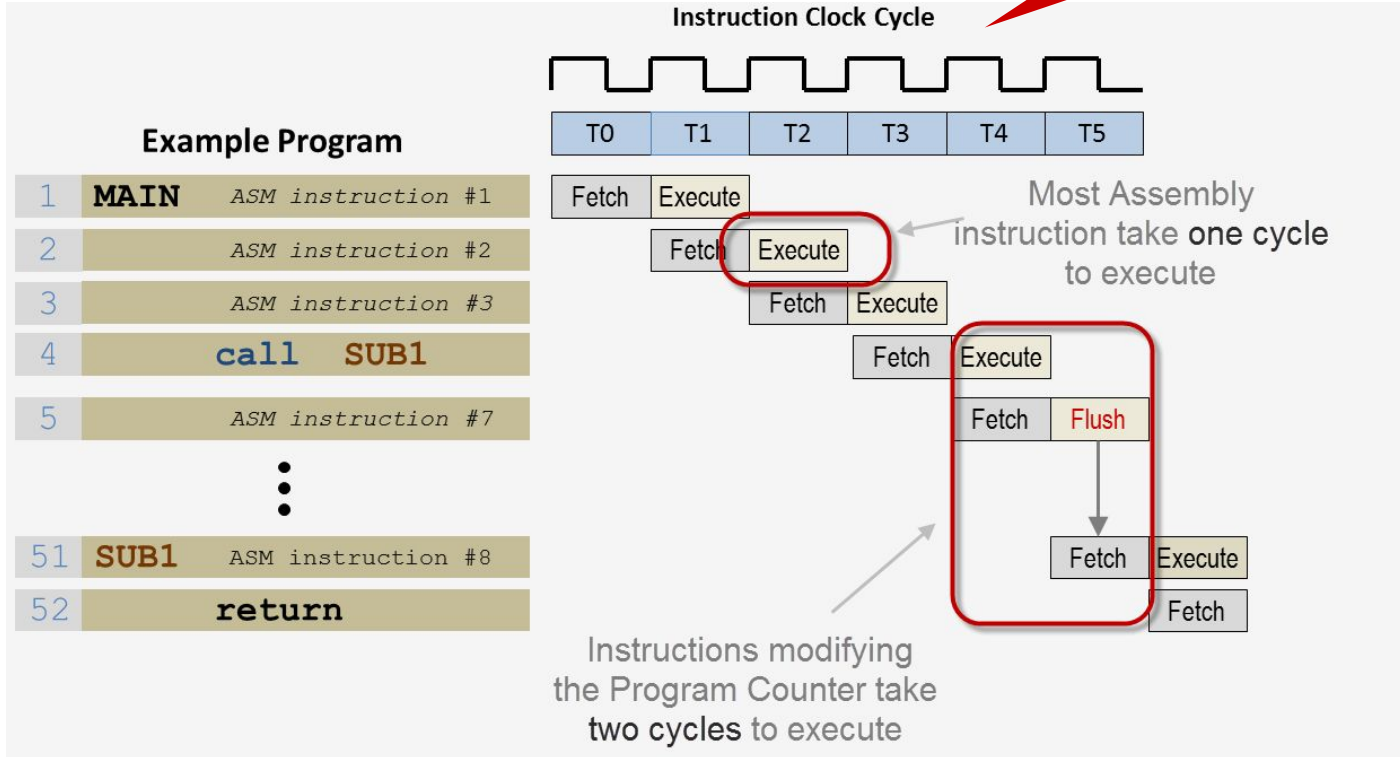 Instruction Clock Cycle
Example Program
T0 T1 T2 T3 T4 T5
1 MAIN ASM instruction #1 Fetch Execute
2 ASM instruction #2 Fetch Execute
3 ASM instruction #3 Fetch Execute
4 call SUB1 Fetch Execute
5 ASM instruction #7 Fetch Flush
51 SUB1 ASM instruction #8 Fetch Execute
52 return Fetch
Most Assembly
instruction take one cycle
to execute
Instructions modifying
the Program Counter take
two cycles to execute